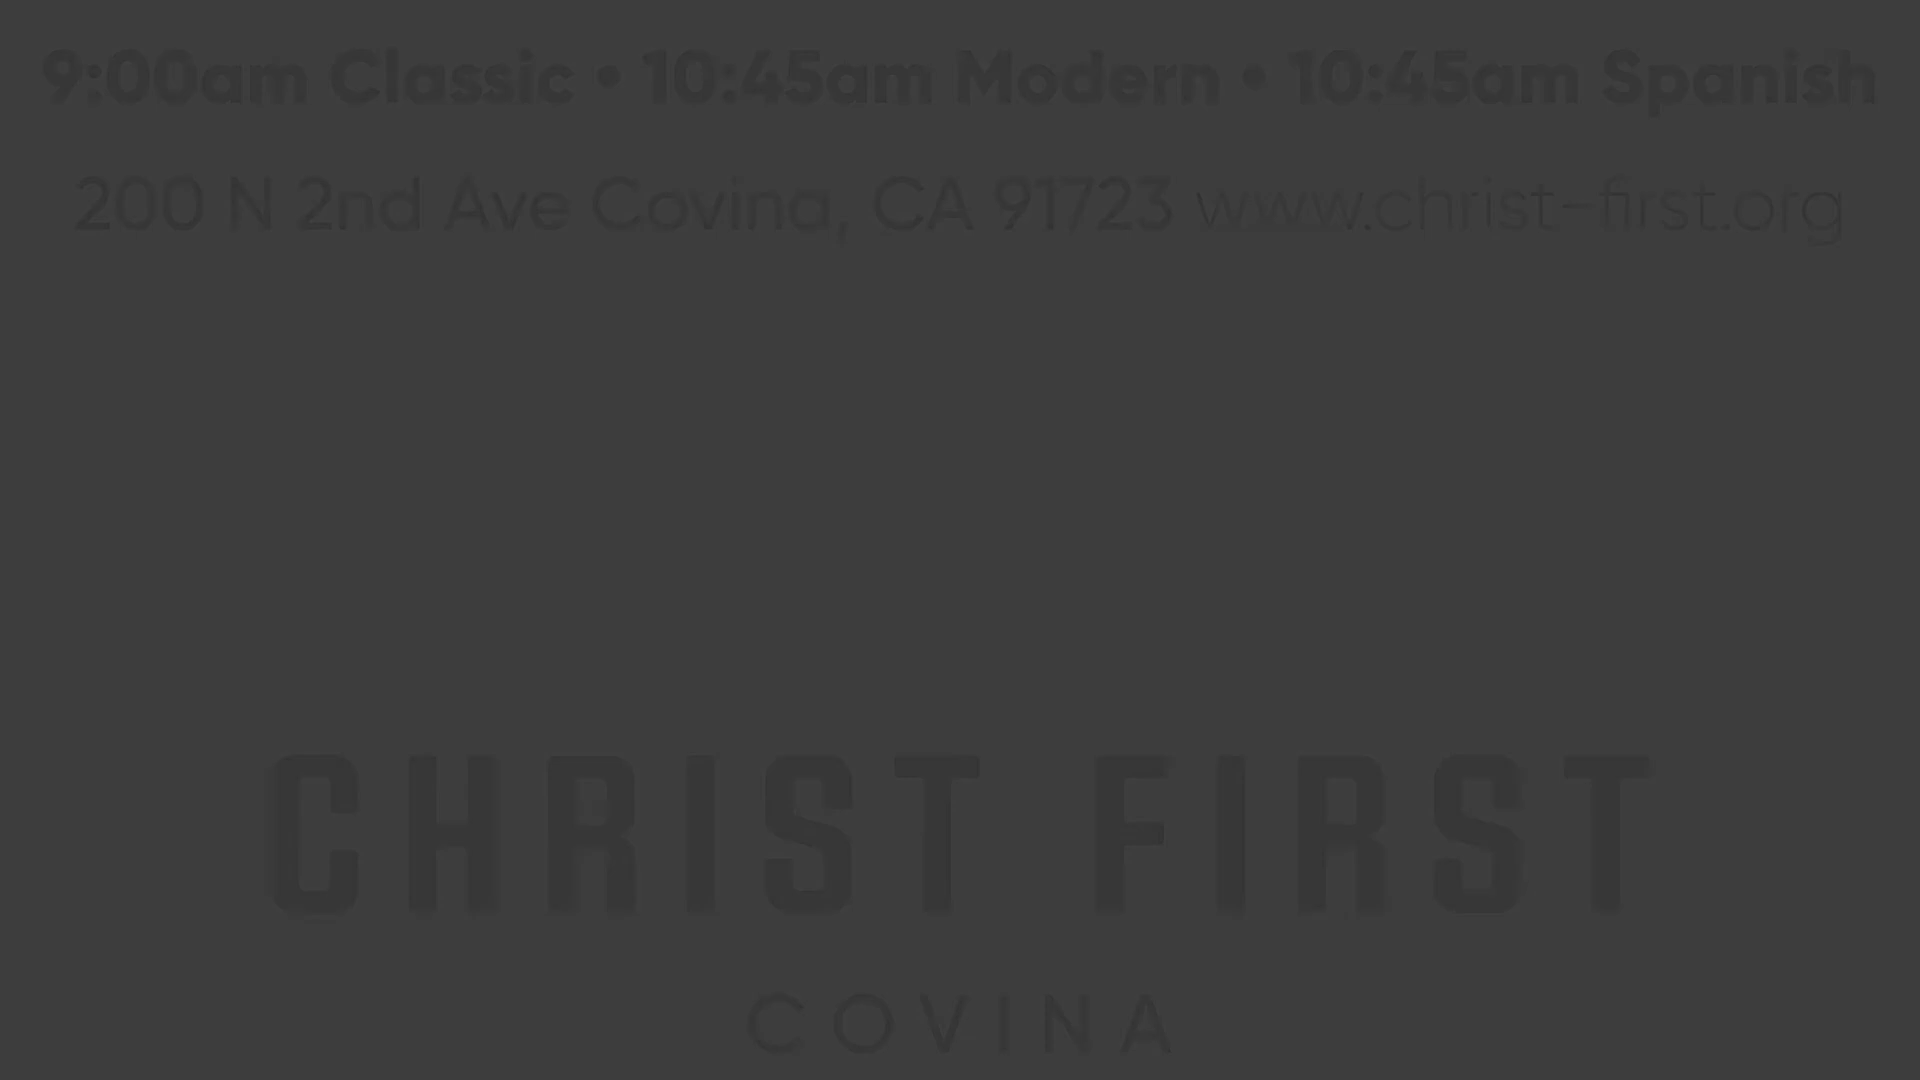 9:00am Classic • 10:45am Modern • 10:45am Spanish
200 N 2nd Ave Covina, CA 91723 www.christ-first.org
CHRIST FIRST
COVINA